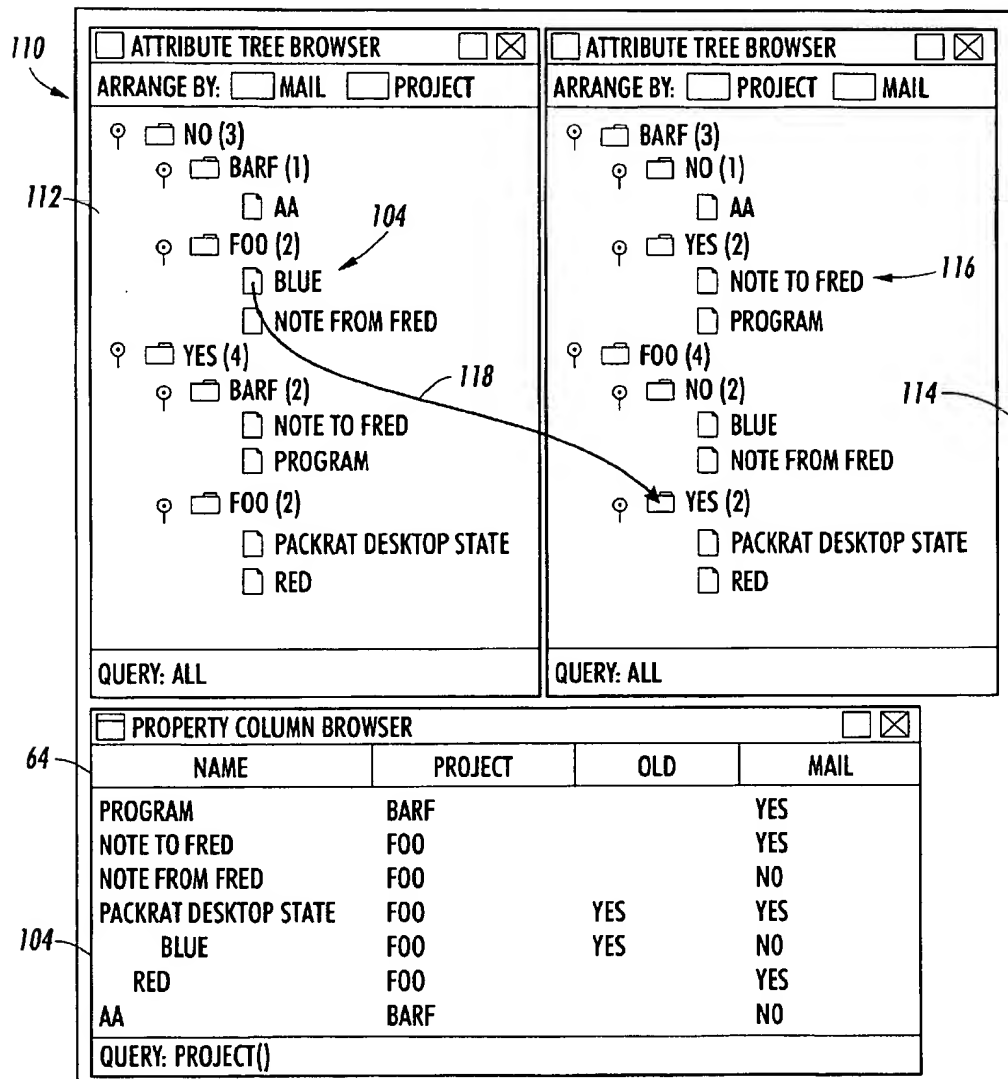 110
ATTRIBUTE TREE BROWSER
ARRANGE BY: MAIL PROJECT
NO (3)
BARF (1)
AA
FOO (2)
BLUE
NOTE FROM FRED
YES (4)
BARF (2)
NOTE TO FRED
PROGRAM
FOO (2)
PACKRAT DESKTOP STATE
RED
QUERY: ALL
112
104
118
ATTRIBUTE TREE BROWSER
ARRANGE BY: PROJECT MAIL
BARF (3)
NO (1)
AA
YES (2)
NOTE TO FRED
PROGRAM
FOO (4)
NO (2)
BLUE
NOTE FROM FRED
YES (2)
PACKRAT DESKTOP STATE
RED
QUERY: ALL
116
114
PROPERTY COLUMN BROWSER
64
NAME PROJECT OLD MAIL
PROGRAM BARF YES
NOTE TO FRED FOO YES
NOTE FROM FRED FOO NO
PACKRAT DESKTOP STATE FOO YES YES
104 BLUE FOO YES NO
RED FOO YES
AA BARF NO
QUERY: PROJECT()